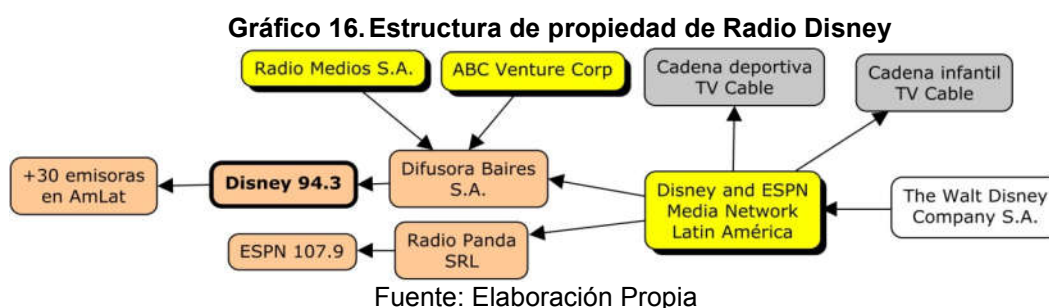 Gráfico 16. Estructura de propiedad de Radio Disney
Radio Medios S.A.
ABC Venture Corp
Cadena deportiva
TV Cable
Cadena infantil
TV Cable
+30 emisoras
en AmLat
Disney 94.3
Difusora Baires
S.A.
Disney and ESPN
Media Network
Latin América
The Walt Disney
Company S.A.
ESPN 107.9
Radio Panda
SRL
Fuente: Elaboración Propia